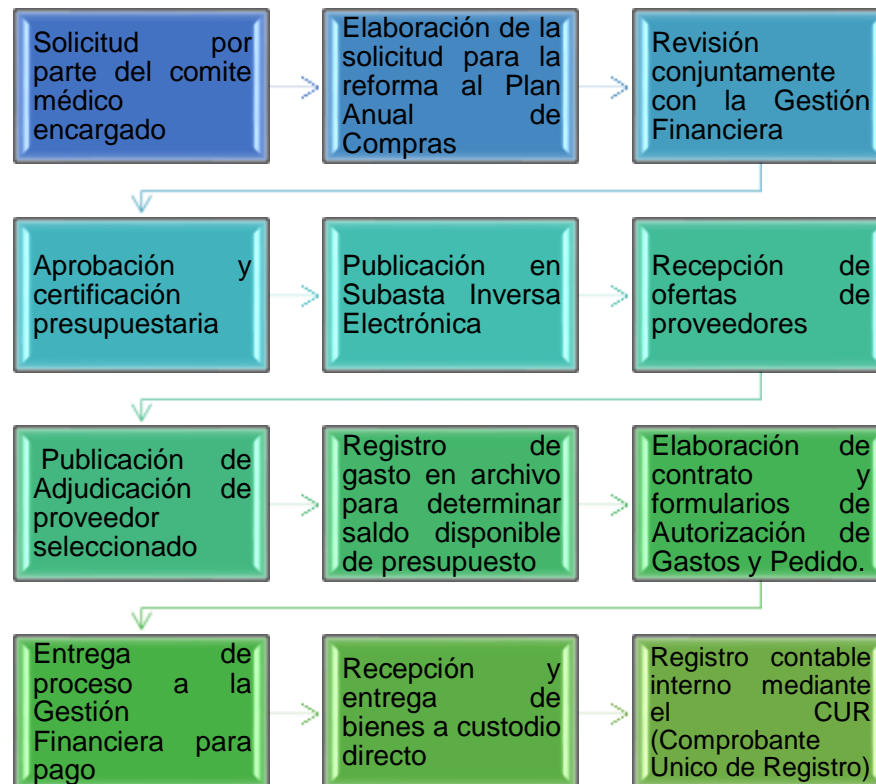 Solicitud por
parte del comite
médico
encargado
Elaboración de la
solicitud para la
reforma al Plan
Anual de
Compras
Revisión
conjuntamente
con la Gestión
Financiera
Aprobación y
certificación
presupuestaria
Publicación en
Subasta Inversa
Electrónica
Recepción de
ofertas de
proveedores
Publicación de
Adjudicación de
proveedor
seleccionado
Registro de
gasto en archivo
para determinar
saldo disponible
de presupuesto
Elaboración de
contrato y
formularios de
Autorización de
Gastos y Pedido.
Entrega de
proceso a la
Gestión
Financiera para
pago
Recepción y
entrega de
bienes a custodio
directo
Registro contable
interno mediante
el CUR
(Comprobante
Unico de Registro)